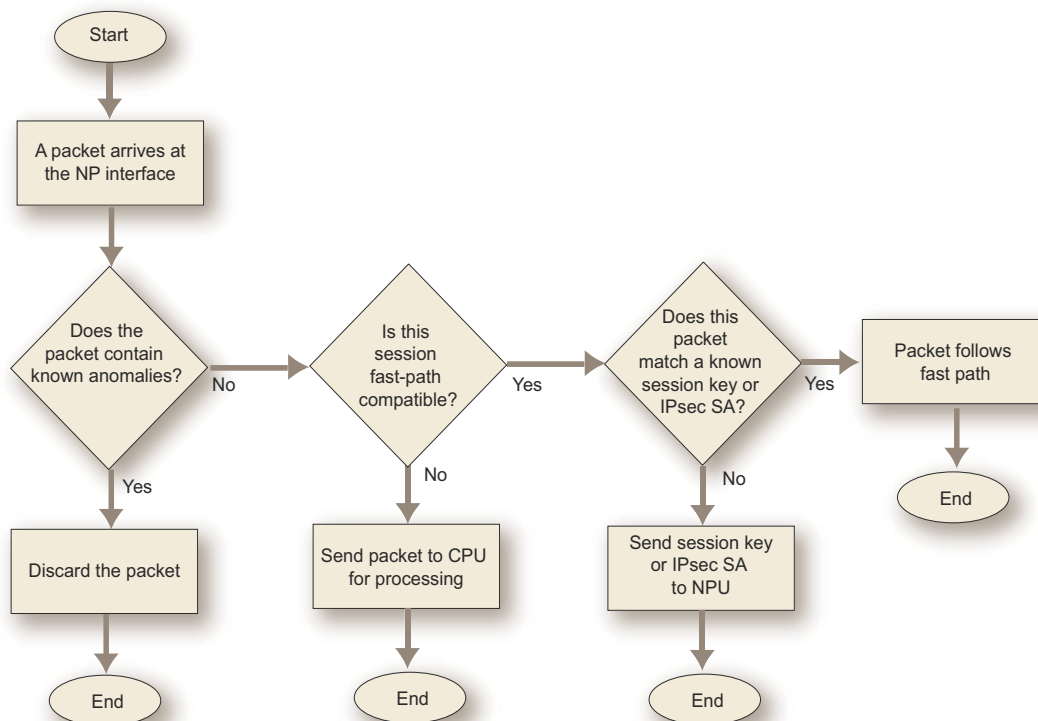 Start
A packet arrives at
the NP interface
Does the
packet contain
known anomalies?
No
Yes
Is this
session
fast-path
compatible?
Yes
No
Does this
packet
match a known
session key or
IPsec SA?
Yes
No
Packet follows
fast path
End
Discard the packet
Send packet to CPU
for processing
Send session key
or IPsec SA
to NPU
End
End
End